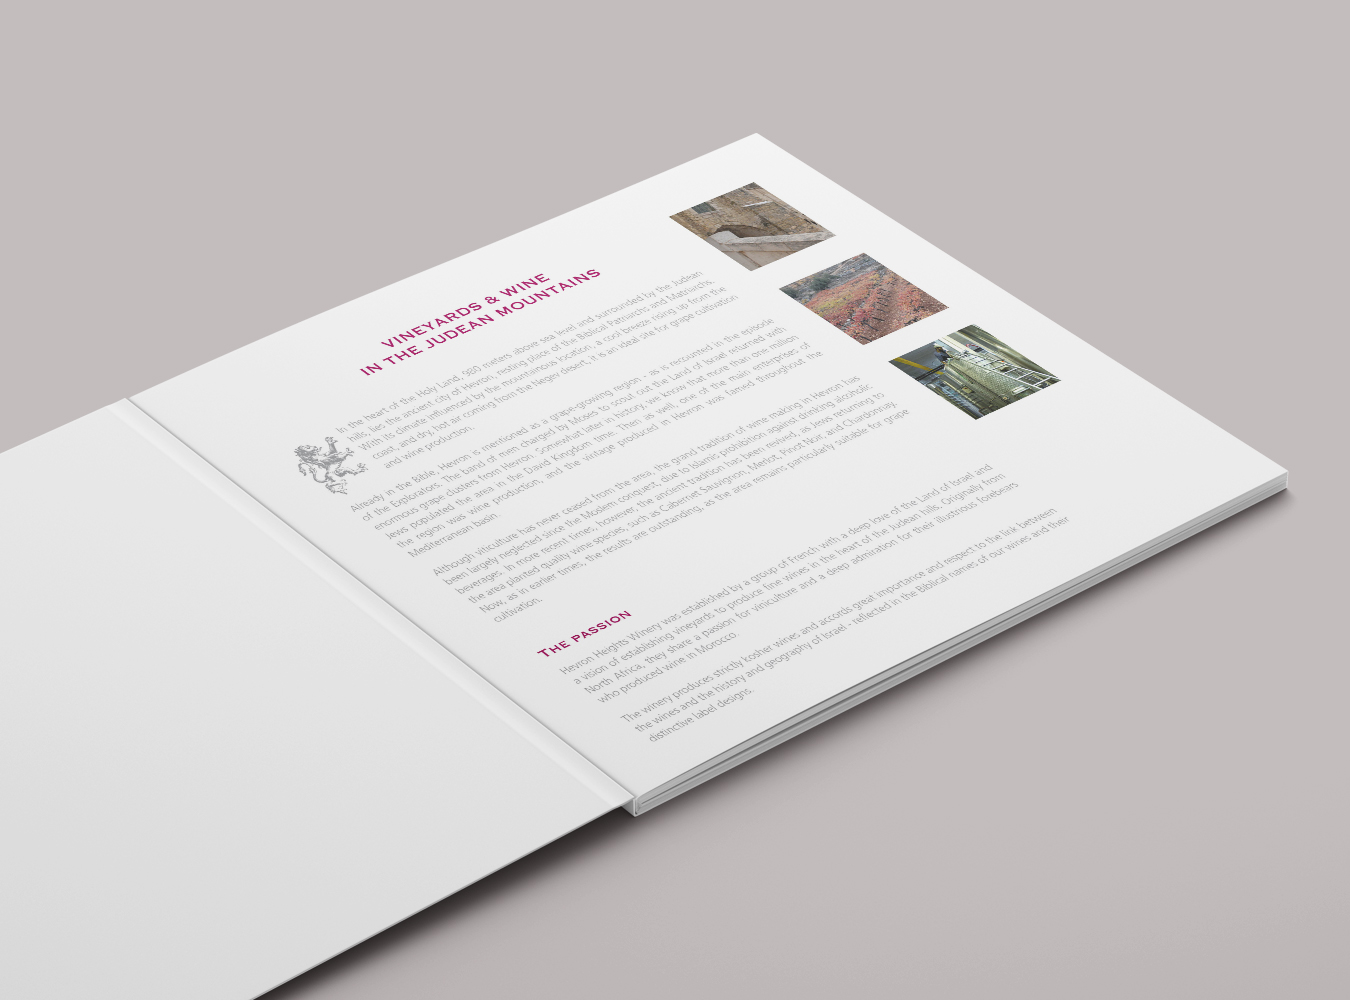 VINEYARDS & WINE
IN THE JUDEAN MOUNTAINS
In the heart of the Holy Land, 980 meters above sea level and surrounded by the Judean
hills, lies the ancient city of Hevron, resting place of the Biblical Patriarchs and Matriarchs.
With its climate influenced by the mountainous location, a cool breeze rising up from the
coast, and dry, hot air coming from the Negev desert, it is an ideal site for grape cultivation
and wine production.
Already in the Bible, Hevron is mentioned as a grape-growing region - as is recounted in the episode
of the Explorators. The band of men charged by Moses to scout out the Land of Israel returned with
enormous grape clusters from Hevron. Somewhat later in history, we know that more than one million
Jews populated the area in the David Kingdom time. Then as well, one of the main enterprises of
the region was wine production, and the vintage produced in Hevron was famed throughout the
Mediterranean basin.
Although viticulture has never ceased from the area, the grand tradition of wine making in Hevron has
been largely neglected since the Moslem conquest, due to Islamic prohibition against drinking alcoholic
beverages. In more recent times, however, the ancient tradition has been revived, as Jews returning to
the area planted quality wine species, such as Cabernet Sauvignon, Merlot, Pinot Noir, and Chardonnay.
Now, as in earlier times, the results are outstanding, as the area remains particularly suitable for grape
cultivation.
THE PASSION
Hevron Heights Winery was established by a group of French with a deep love of the Land of Israel and
a vision of establishing vineyards to produce fine wines in the heart of the Judean hills. Originally from
North Africa, they share a passion for viniculture and a deep admiration for their illustrious forebears
who produced wine in Morocco.
The winery produces strictly kosher wines and accords great importance and respect to the link between
the wines and the history and geography of Israel - reflected in the Biblical names of our wines and their
distinctive label designs.